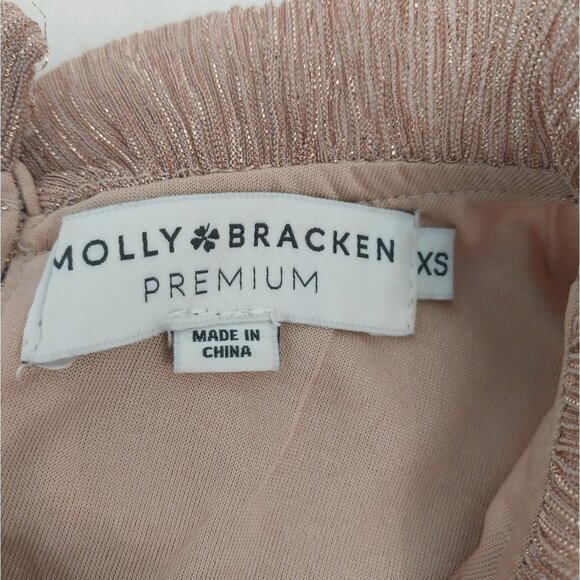 MOLLY BRACKEN
PREMIUM
XS
MADE IN
CHINA